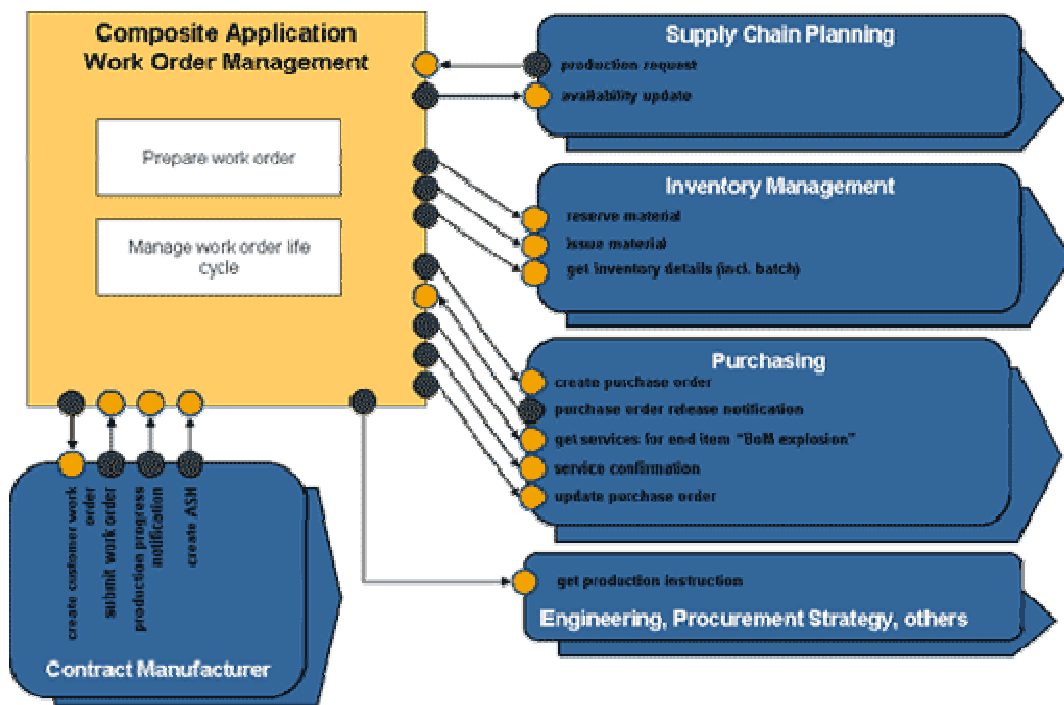 Composite Application
Work Order Management
Prepare work order
Manage work order life
cycle
Supply Chain Planning
production request
availability update
Inventory Management
reserve material
issue material
get inventory details (incl. batch)
Purchasing
create purchase order
purchase order release notification
get services for end item "BoM explosion"
service confirmation
update purchase order
get production instruction
Engineering, Procurement Strategy, others
create customer work
order
submit work order
production progress
notification
create ASN
Contract Manufacturer